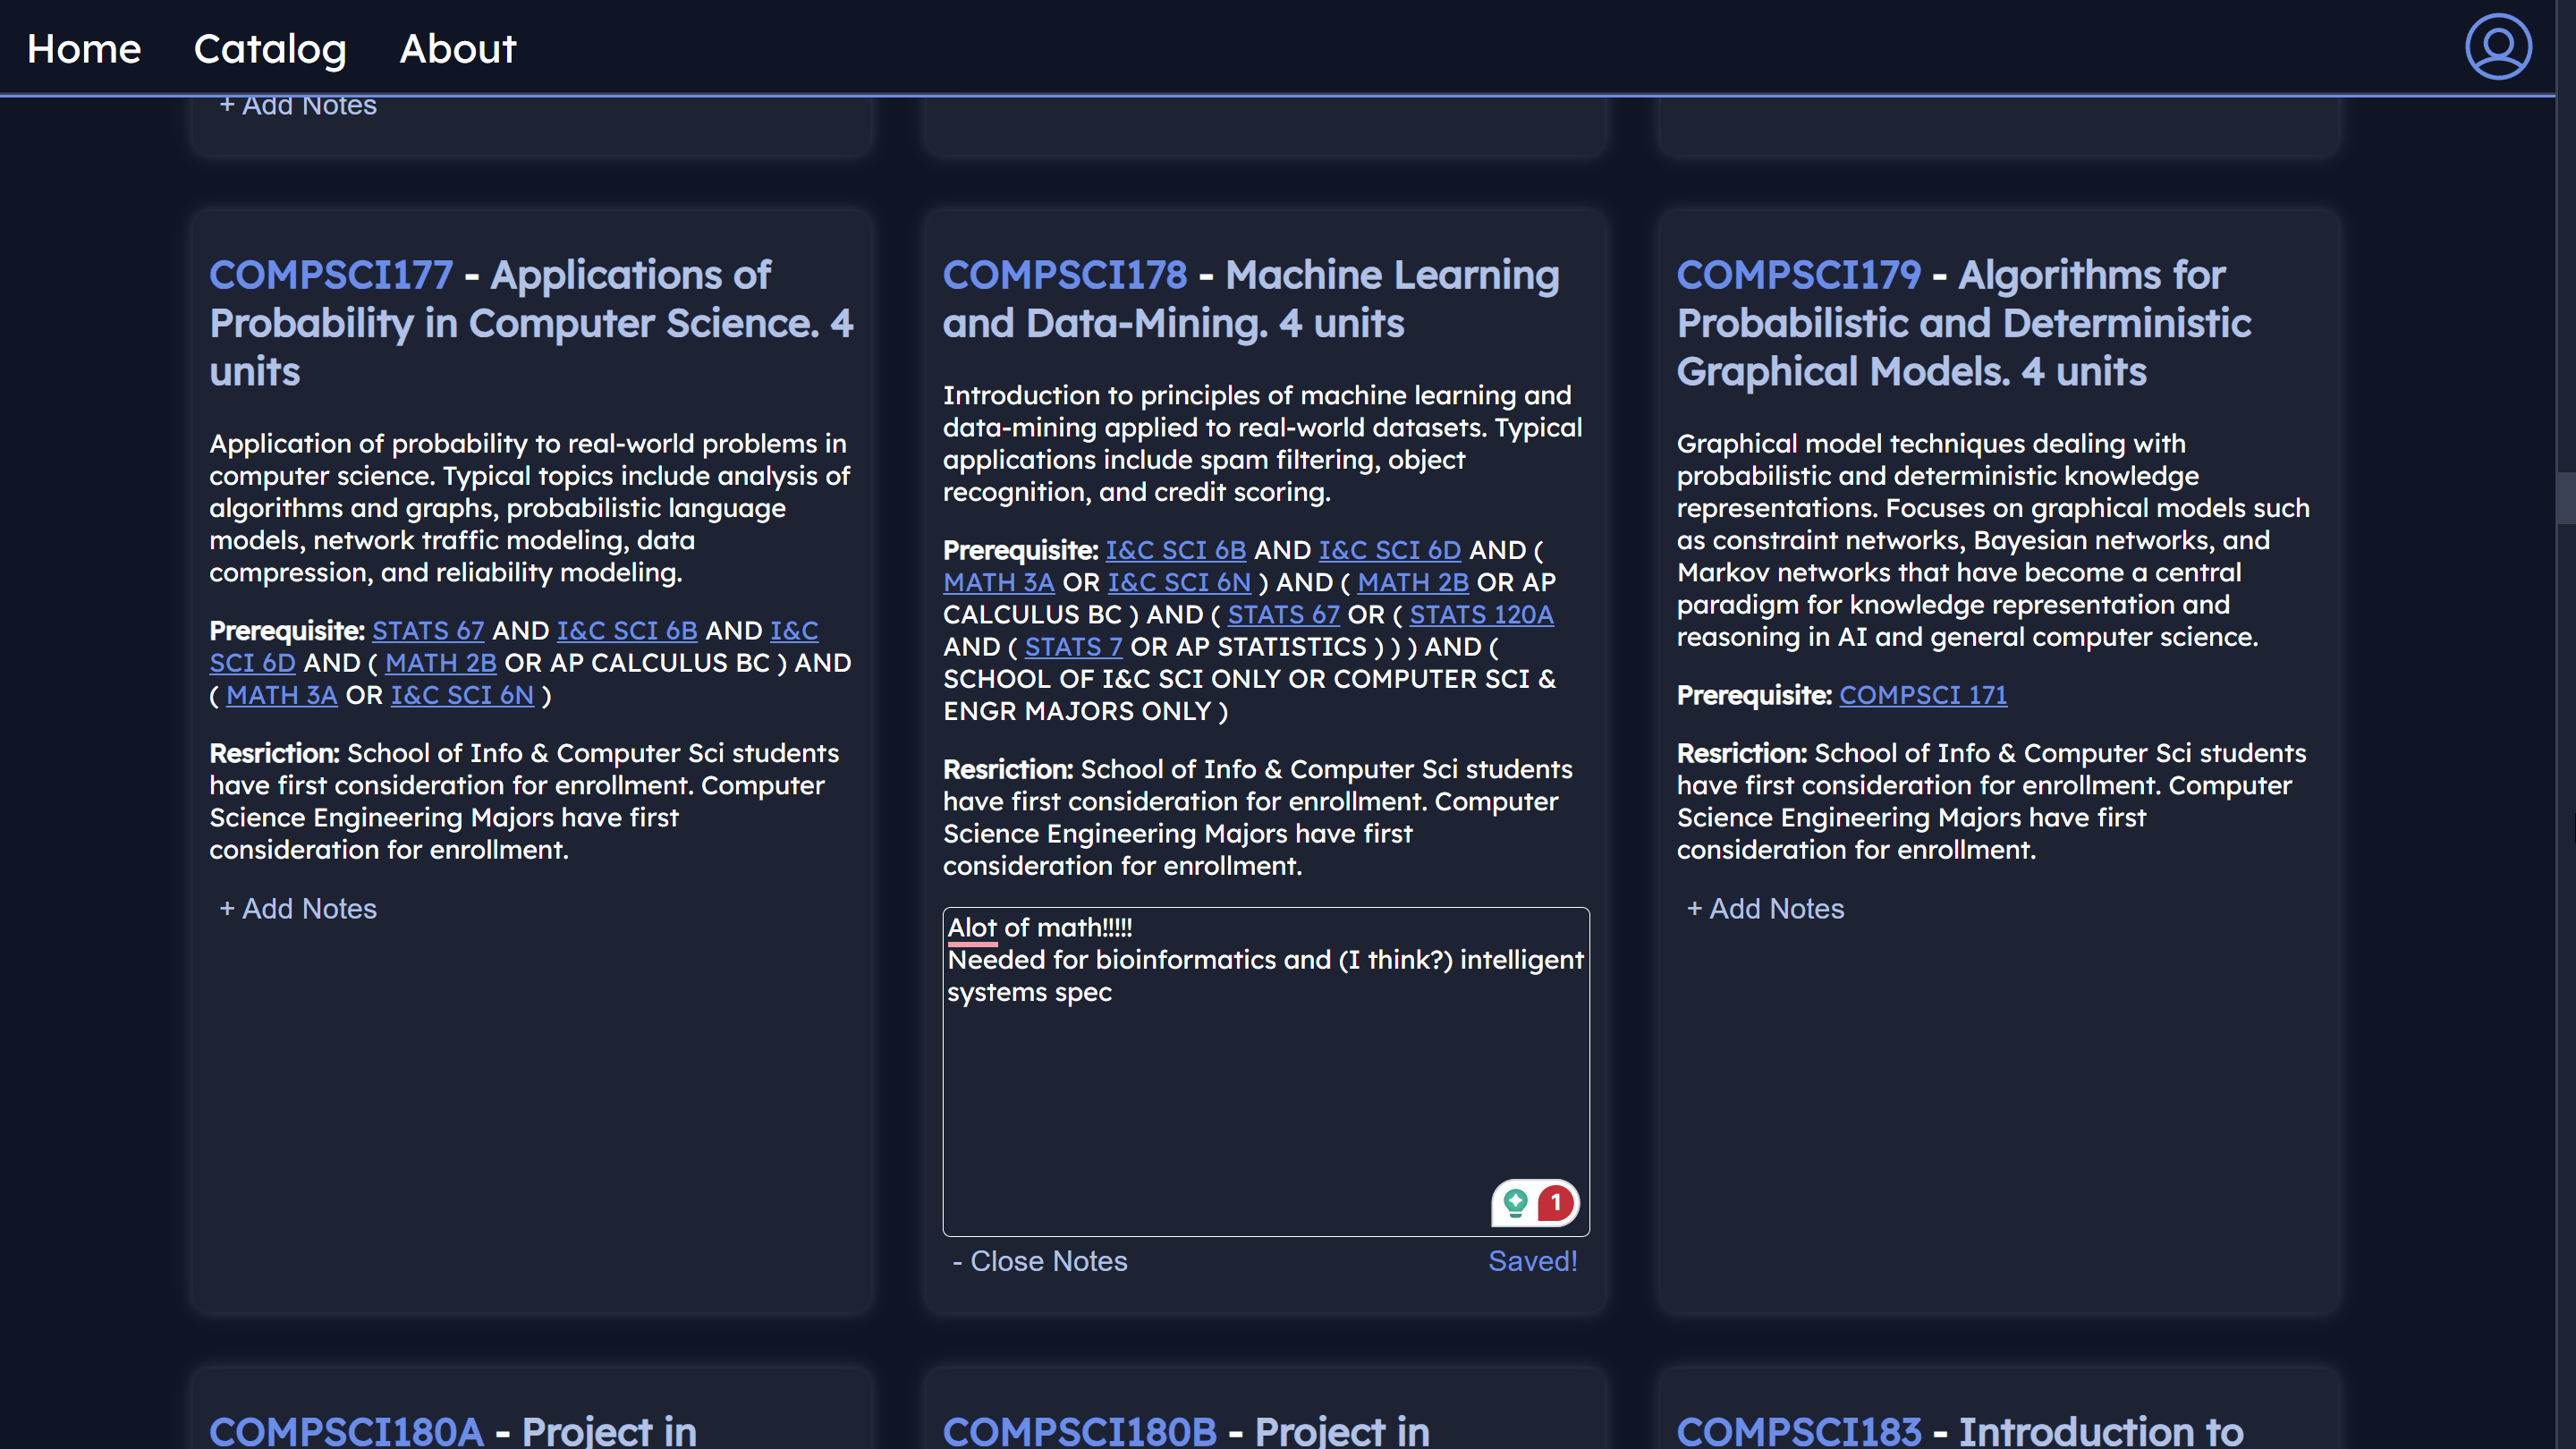 Home Catalog About
+ Add Notes
COMPSCI177 - Applications of
Probability in Computer Science. 4
units
Application of probability to real-world problems in
computer science. Typical topics include analysis of
algorithms and graphs, probabilistic language
models, network traffic modeling, data
compression, and reliability modeling.
Prerequisite: STATS 67 AND I&C SCI 6B AND I&C
SCI 6D AND ( MATH 2B OR AP CALCULUS BC ) AND
( MATH 3A OR I&C SCI 6N )
Resriction: School of Info & Computer Sci students
have first consideration for enrollment. Computer
Science Engineering Majors have first
consideration for enrollment.
+ Add Notes
COMPSCI178 - Machine Learning
and Data-Mining. 4 units
Introduction to principles of machine learning and
data-mining applied to real-world datasets. Typical
applications include spam filtering, object
recognition, and credit scoring.
Prerequisite: I&C SCI 6B AND I&C SCI 6D AND (
MATH 3A OR I&C SCI 6N ) AND ( MATH 2B OR AP
CALCULUS BC ) AND ( STATS 67 OR ( STATS 120A
AND ( STATS 7 OR AP STATISTICS ) ) ) AND (
SCHOOL OF I&C SCI ONLY OR COMPUTER SCI &
ENGR MAJORS ONLY )
Resriction: School of Info & Computer Sci students
have first consideration for enrollment. Computer
Science Engineering Majors have first
consideration for enrollment.
Alot of math!!!!!
Needed for bioinformatics and (I think?) intelligent
systems spec
1
- Close Notes Saved!
COMPSCI179 - Algorithms for
Probabilistic and Deterministic
Graphical Models. 4 units
Graphical model techniques dealing with
probabilistic and deterministic knowledge
representations. Focuses on graphical models such
as constraint networks, Bayesian networks, and
Markov networks that have become a central
paradigm for knowledge representation and
reasoning in AI and general computer science.
Prerequisite: COMPSCI 171
Resriction: School of Info & Computer Sci students
have first consideration for enrollment. Computer
Science Engineering Majors have first
consideration for enrollment.
+ Add Notes
COMPSCI180A - Project in
COMPSCI180B - Project in
COMPSCI183 - Introduction to